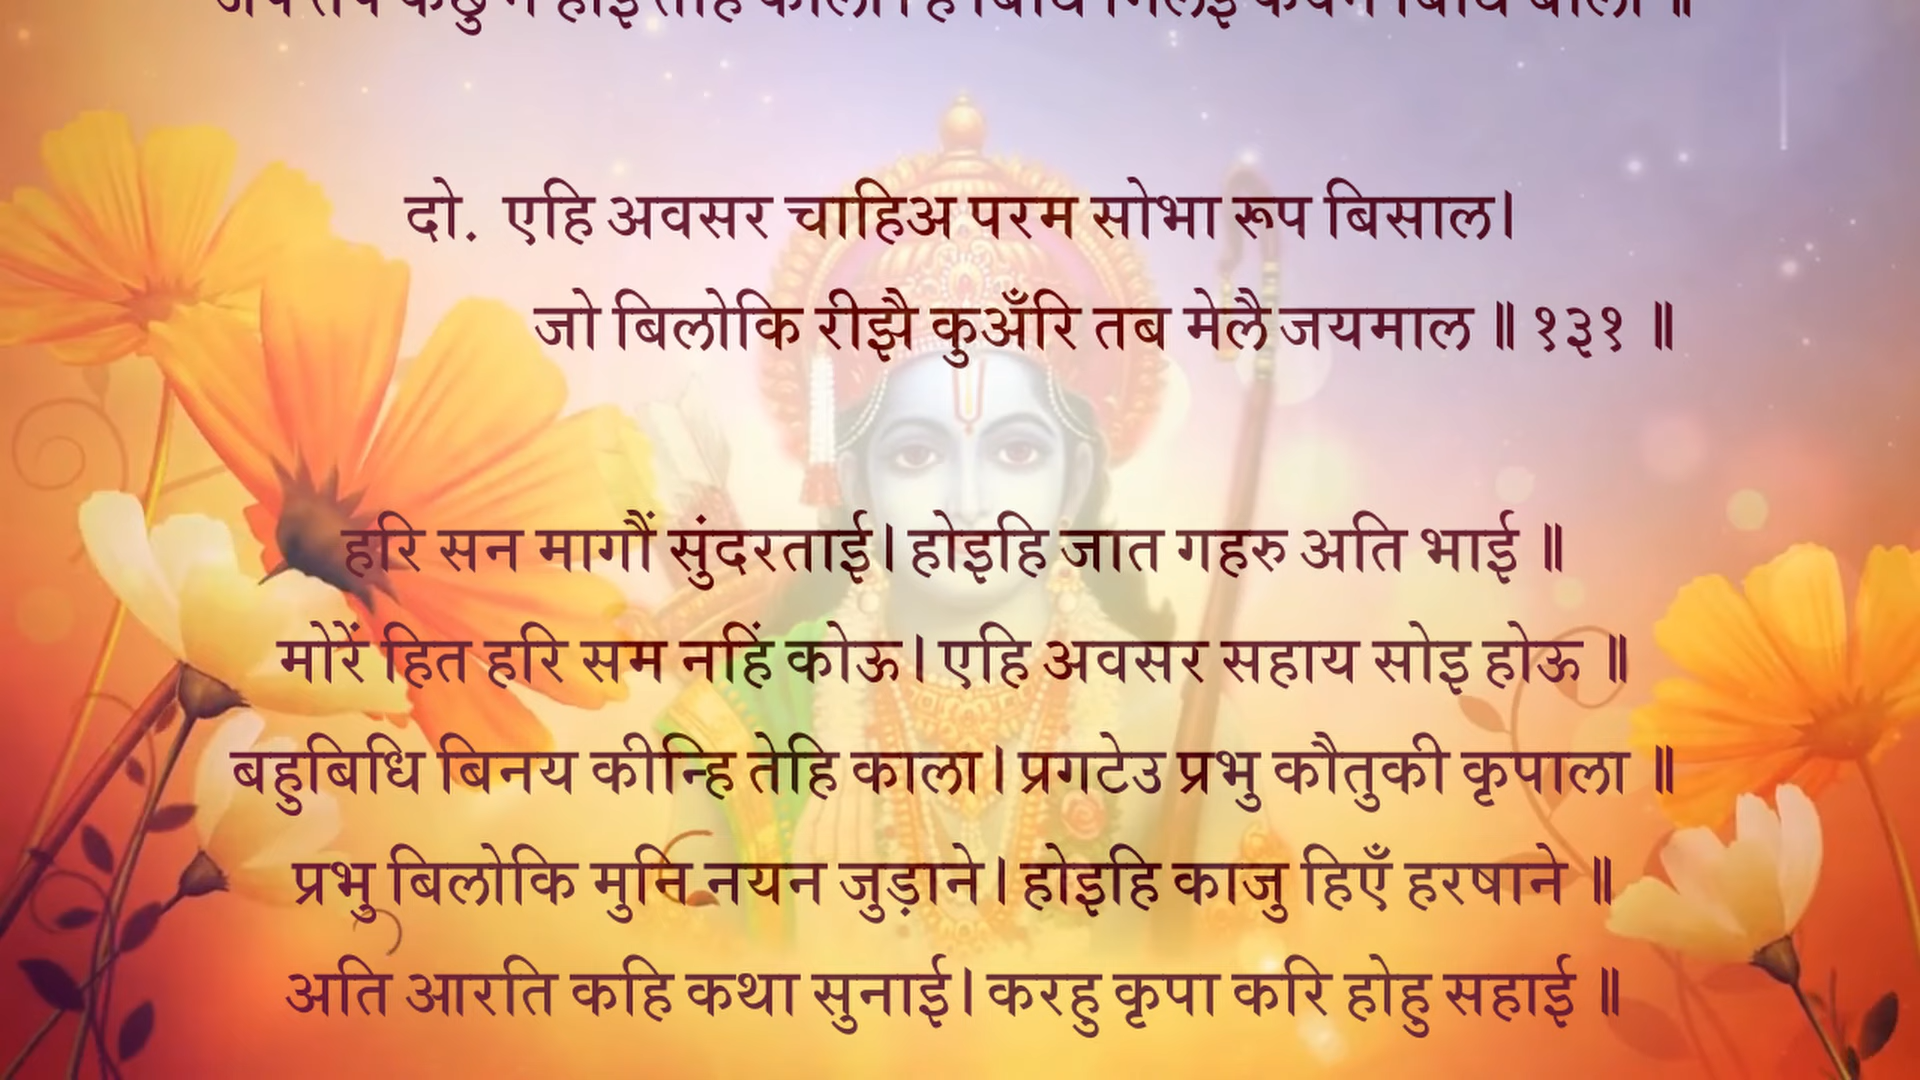 दो. एहि अवसर चाहिअ परम सोभा रूप बिसाल।
जो बिलोकि रीझै कुअँरि तब मेलै जयमाल ॥ १३१ ॥
हरि सन मागौं सुंदरताई। होइहि जात गहरु अति भाई ॥
मोरें हित हरि सम नहिं कोऊ। एहि अवसर सहाय सोइ होऊ ॥
बहुबिधि बिनय कीन्हि तेहि काला। प्रगटेउ प्रभु कौतुकी कृपाला ॥
प्रभु बिलोकि मुनि नयन जुड़ाने। होइहि काजु हिएँ हरषाने ॥
अति आरति कहि कथा सुनाई। करहु कृपा करि होहु सहाई ॥